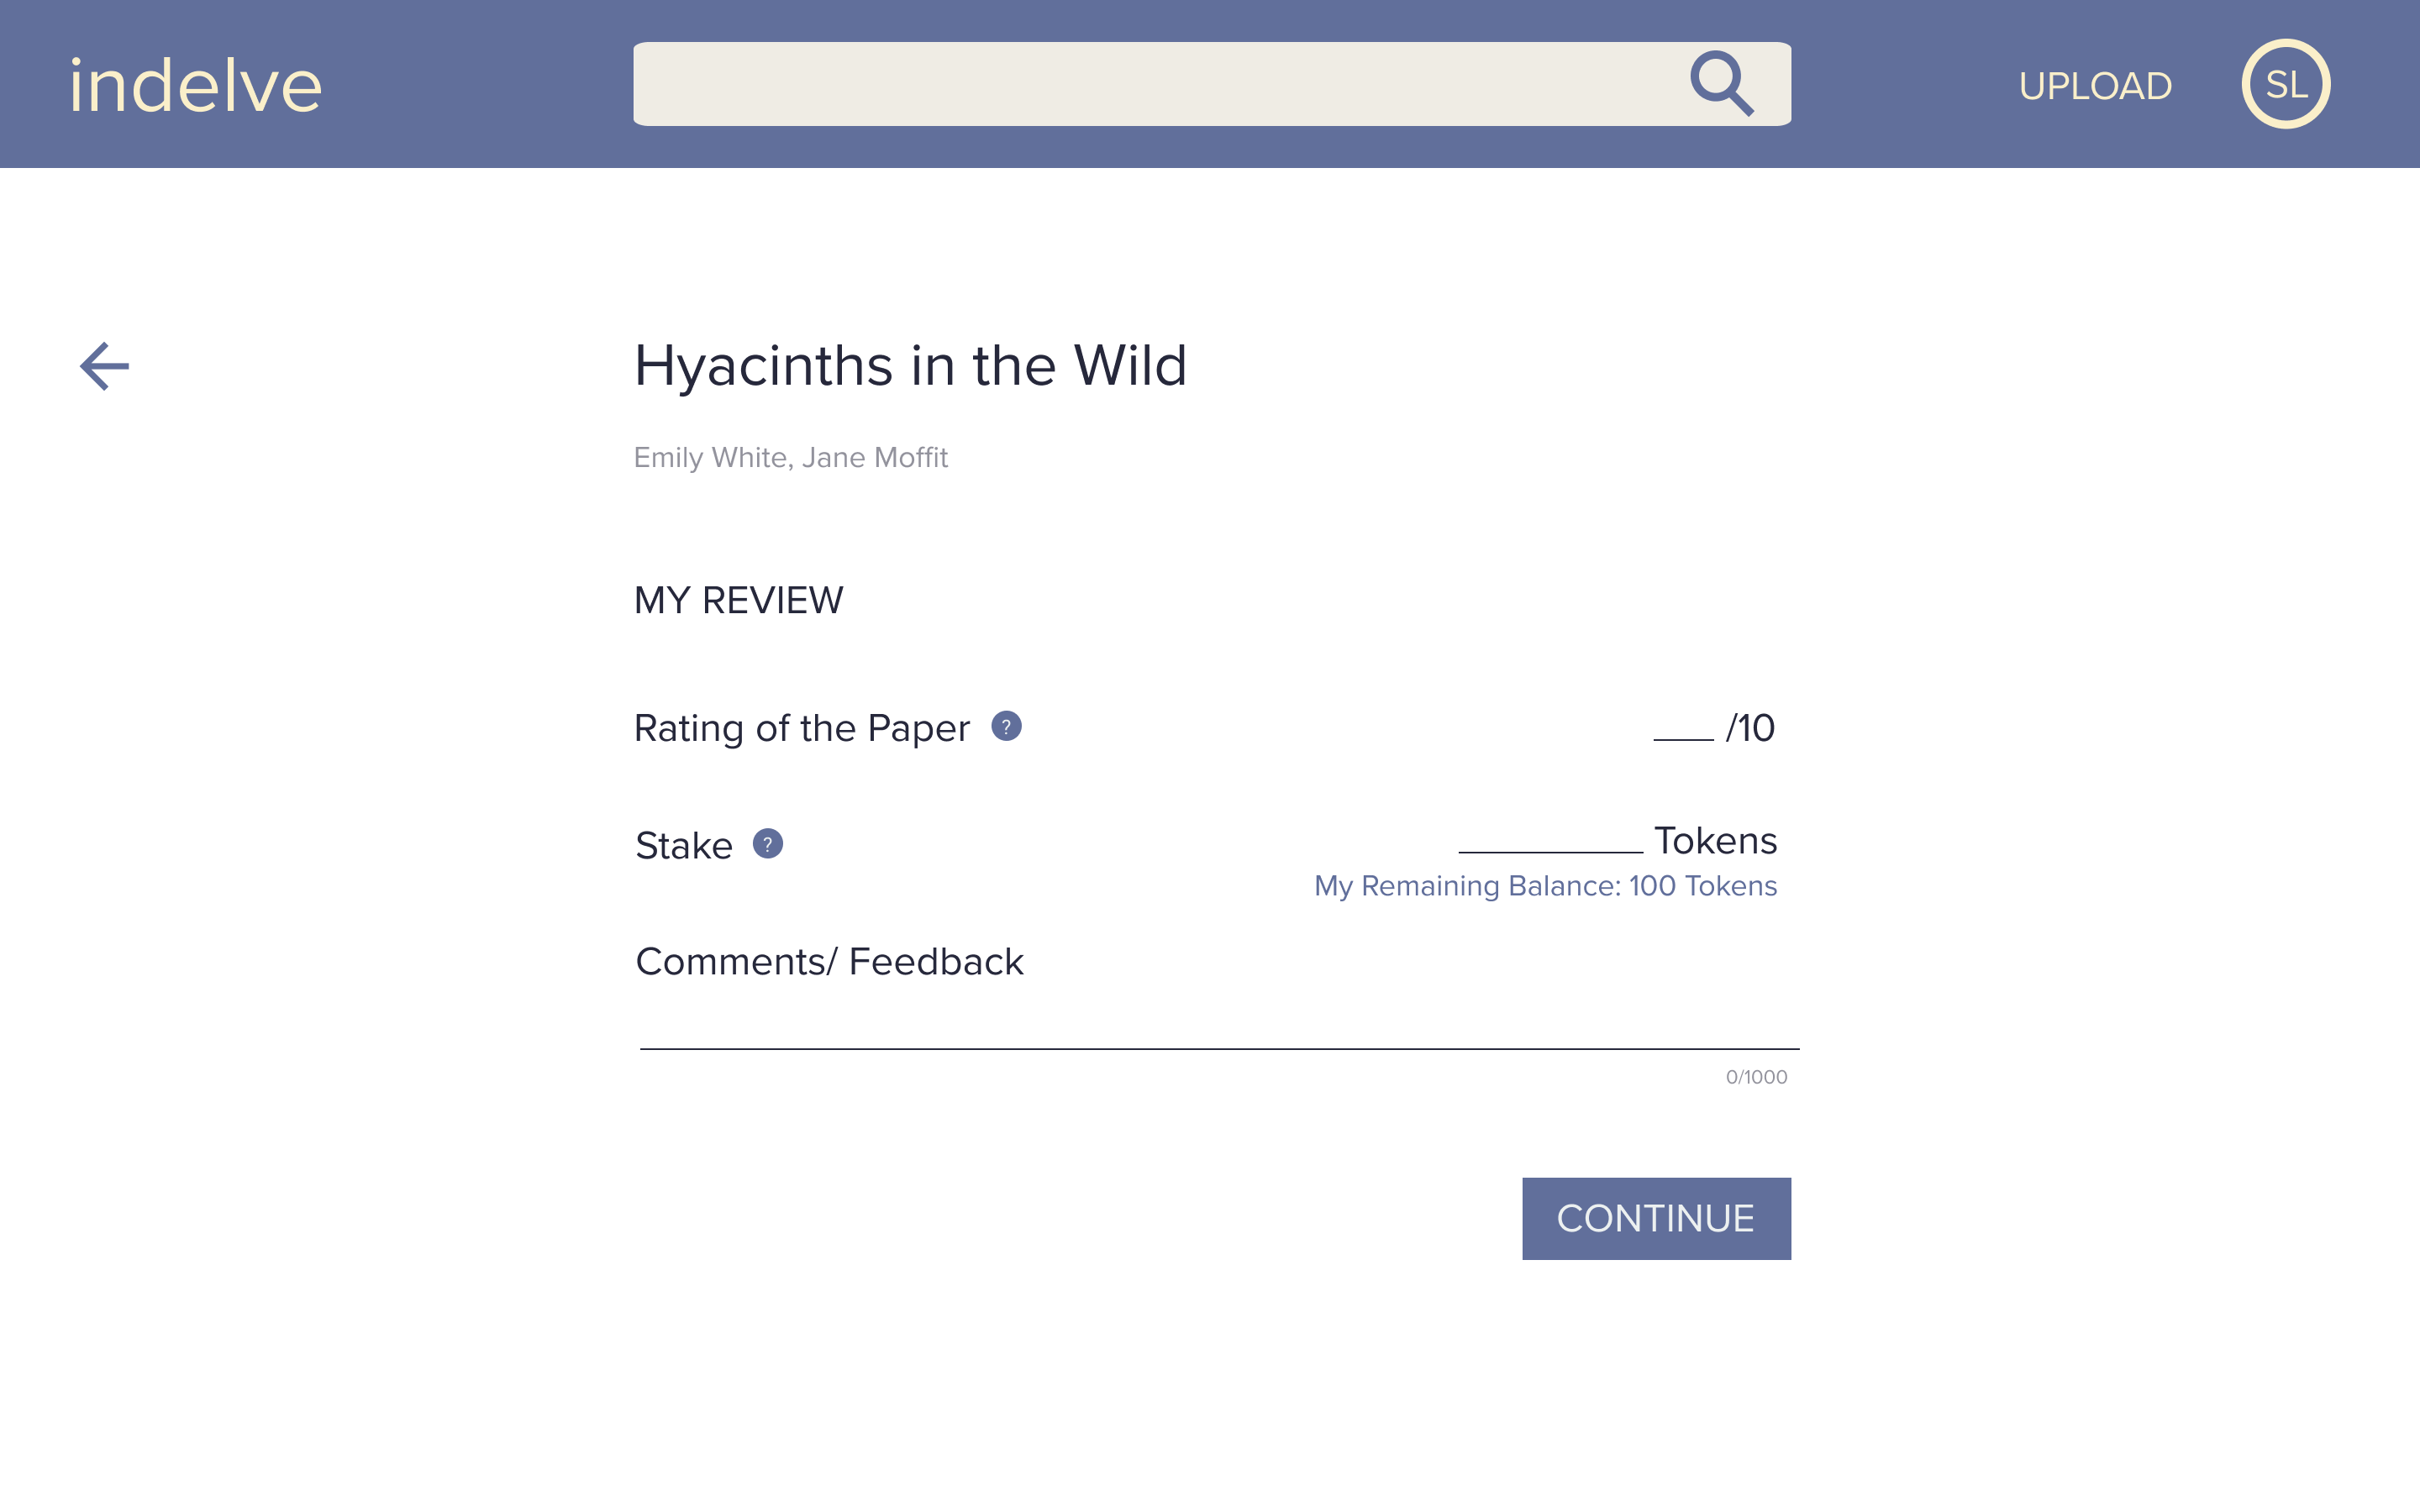 indelve
UPLOAD
SL
Hyacinths in the Wild
Emily White, Jane Moffit
MY REVIEW
Rating of the Paper ? ___ /10
Stake ? ________ Tokens
My Remaining Balance: 100 Tokens
Comments/ Feedback
0/1000
CONTINUE